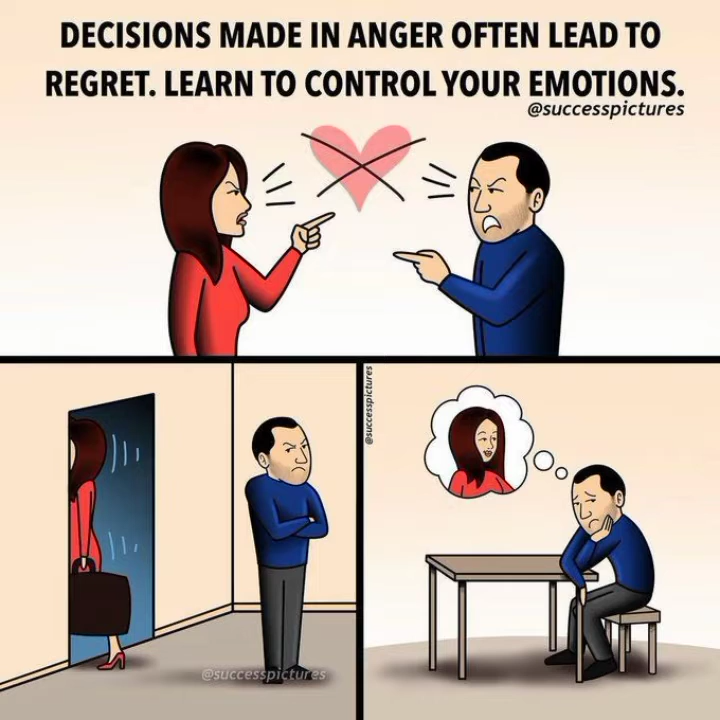 DECISIONS MADE IN ANGER OFTEN LEAD TO
REGRET. LEARN TO CONTROL YOUR EMOTIONS.
@successpictures
@successpictures
@successpictures